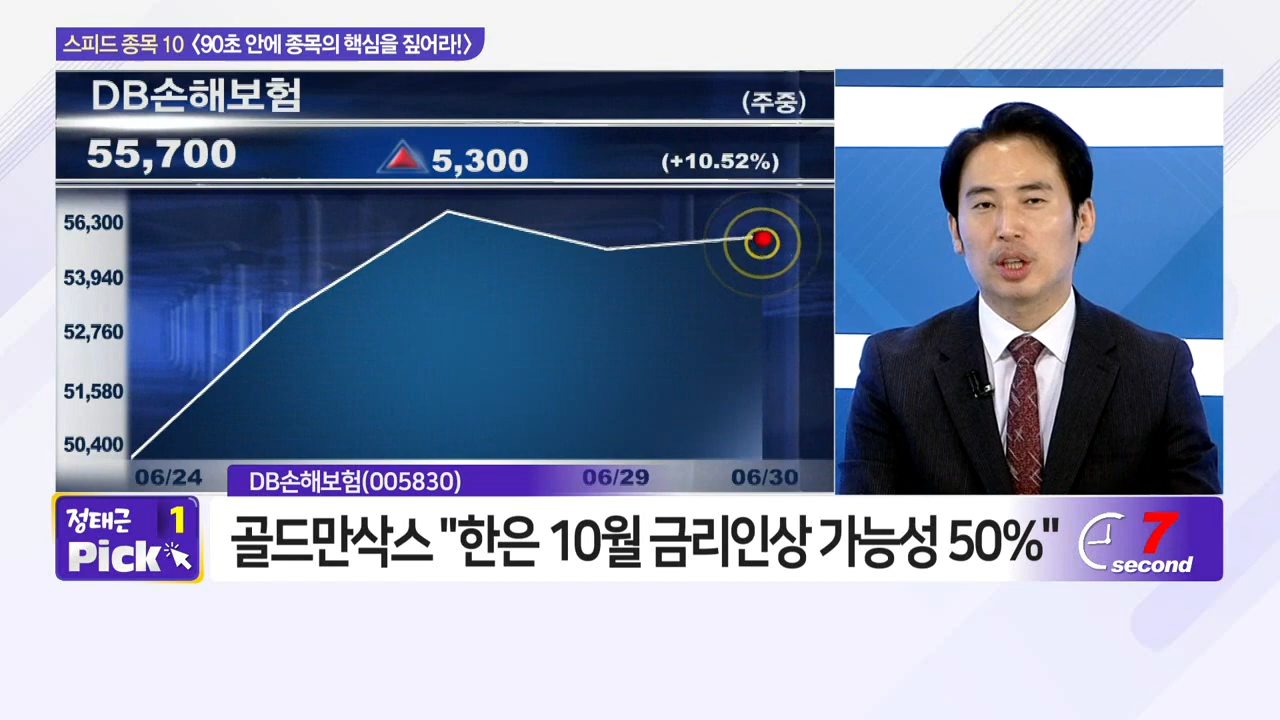 스피드 종목 10 <90초 안에 종목의 핵심을 짚어라!>
DB손해보험
(주중)
55,700 ▲ 5,300 (+10.52%)
56,300
53,940
52,760
51,580
50,400
06/24
06/29
06/30
DB손해보험(005830)
정태근 1
Pick
골드만삭스 "한은 10월 금리인상 가능성 50%"
7
second